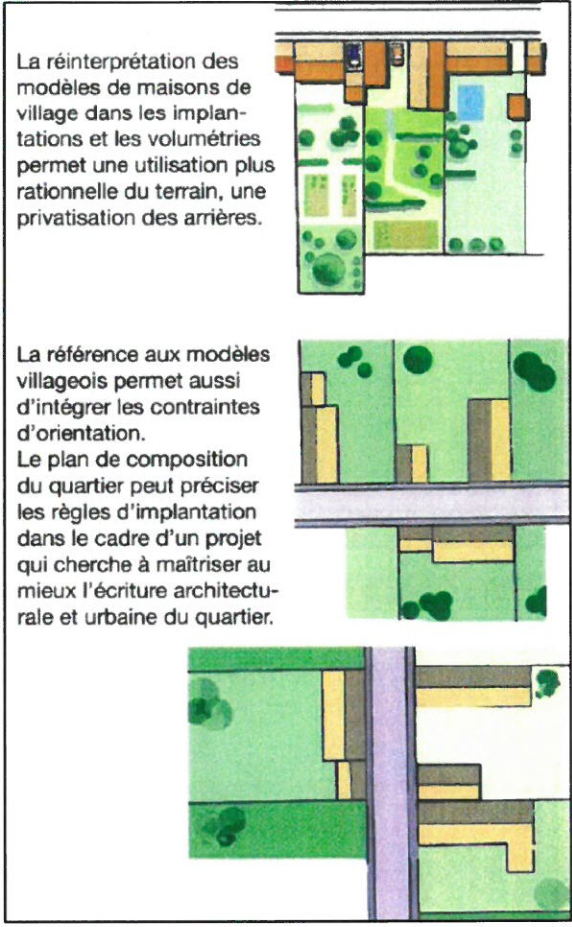 La réinterprétation des
modèles de maisons de
village dans les implan-
tations et les volumétries
permet une utilisation plus
rationnelle du terrain, une
privatisation des arrières.
La référence aux modèles
villageois permet aussi
d'intégrer les contraintes
d'orientation.
Le plan de composition
du quartier peut préciser
les règles d'implantation
dans le cadre d'un projet
qui cherche à maîtriser au
mieux l'écriture architectu-
rale et urbaine du quartier.